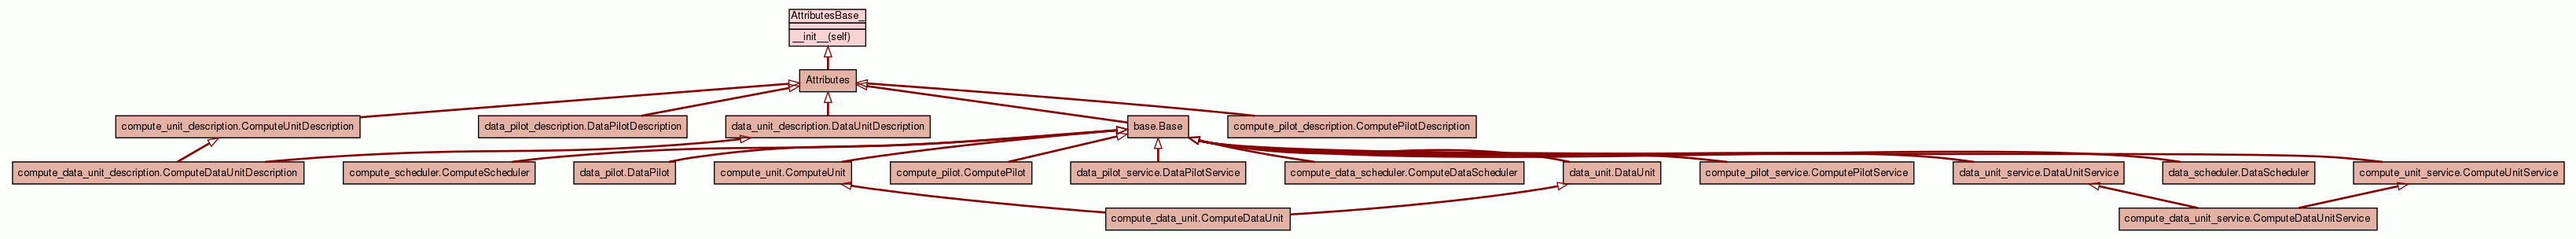 AttributesBase_
__init__(self)
Attributes
compute_unit_description.ComputeUnitDescription
data_pilot_description.DataPilotDescription
data_unit_description.DataUnitDescription
base.Base
compute_pilot_description.ComputePilotDescription
compute_data_unit_description.ComputeDataUnitDescription
compute_scheduler.ComputeScheduler
data_pilot.DataPilot
compute_unit.ComputeUnit
compute_pilot.ComputePilot
data_pilot_service.DataPilotService
compute_data_scheduler.ComputeDataScheduler
data_unit.DataUnit
compute_pilot_service.ComputePilotService
data_unit_service.DataUnitService
data_scheduler.DataScheduler
compute_unit_service.ComputeUnitService
compute_data_unit.ComputeDataUnit
compute_data_unit_service.ComputeDataUnitService